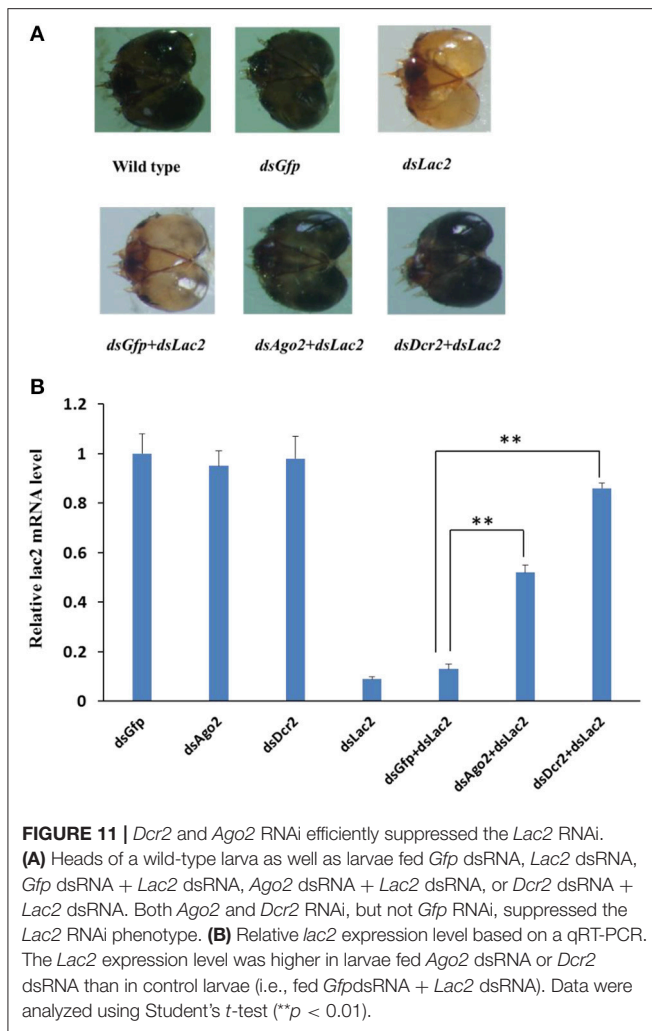 A
Wild type dsGfp dsLac2
dsGfp+dsLac2 dsAgo2+dsLac2 dsDcr2+dsLac2
B
Relative lac2 mRNA level
1.2
1
0.8
0.6
0.4
0.2
0
**
**
dsGfp
dsAgo2
dsDcr2
dsLac2
dsGfp+dsLac2
dsAgo2+dsLac2
dsDcr2+dsLac2
FIGURE 11 | Dcr2 and Ago2 RNAi efficiently suppressed the Lac2 RNAi.
(A) Heads of a wild-type larva as well as larvae fed Gfp dsRNA, Lac2 dsRNA,
Gfp dsRNA + Lac2 dsRNA, Ago2 dsRNA + Lac2 dsRNA, or Dcr2 dsRNA +
Lac2 dsRNA. Both Ago2 and Dcr2 RNAi, but not Gfp RNAi, suppressed the
Lac2 RNAi phenotype. (B) Relative lac2 expression level based on a qRT-PCR.
The Lac2 expression level was higher in larvae fed Ago2 dsRNA or Dcr2
dsRNA than in control larvae (i.e., fed GfpdsRNA + Lac2 dsRNA). Data were
analyzed using Student's t-test (**p < 0.01).